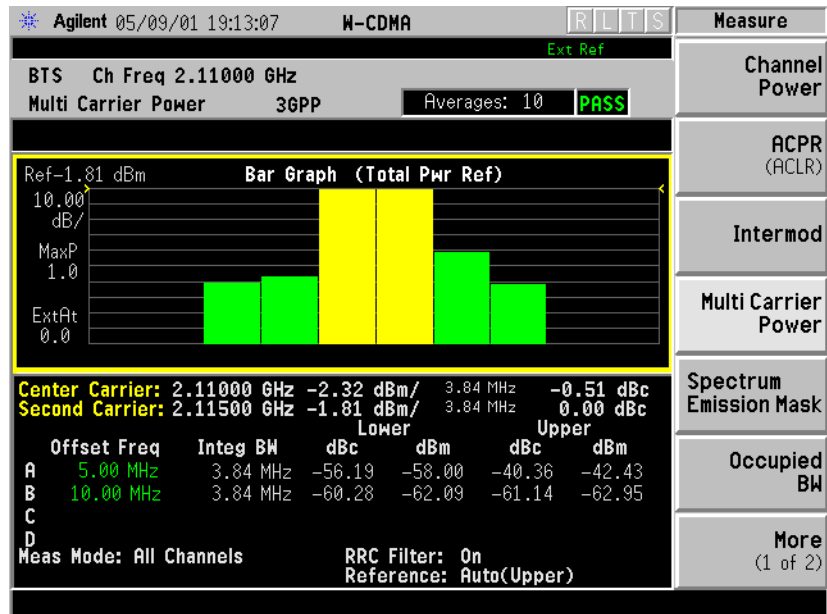 Agilent 05/09/01 19:13:07 W-CDMA R L T S Measure
Ext Ref
BTS Ch Freq 2.11000 GHz
Multi Carrier Power 3GPP Averages: 10 PASS
Ref-1.81 dBm Bar Graph (Total Pwr Ref)
10.00
dB/
MaxP
1.0
ExtAt
0.0
Center Carrier: 2.11000 GHz -2.32 dBm/ 3.84 MHz -0.51 dBc
Second Carrier: 2.11500 GHz -1.81 dBm/ 3.84 MHz 0.00 dBc
Lower Upper
Offset Freq Integ BW dBc dBm dBc dBm
A 5.00 MHz 3.84 MHz -56.19 -58.00 -40.36 -42.43
B 10.00 MHz 3.84 MHz -60.28 -62.09 -61.14 -62.95
C
D
Meas Mode: All Channels RRC Filter: On
Reference: Auto(Upper)
Channel
Power
ACPR
(ACLR)
Intermod
Multi Carrier
Power
Spectrum
Emission Mask
Occupied
BW
More
(1 of 2)